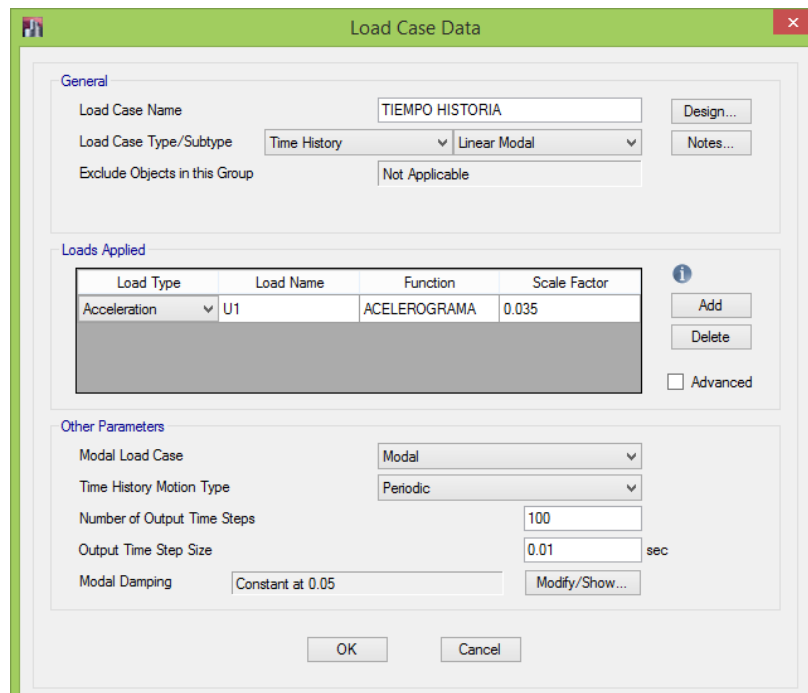 Load Case Data
General
Load Case Name TIEMPO HISTORIA Design...
Load Case Type/Subtype Time History Linear Modal Notes...
Exclude Objects in this Group Not Applicable
Loads Applied
Load Type Load Name Function Scale Factor
Acceleration U1 ACELEROGRAMA 0.035
Add
Delete
Advanced
Other Parameters
Modal Load Case Modal
Time History Motion Type Periodic
Number of Output Time Steps 100
Output Time Step Size 0.01 sec
Modal Damping Constant at 0.05 Modify/Show...
OK Cancel